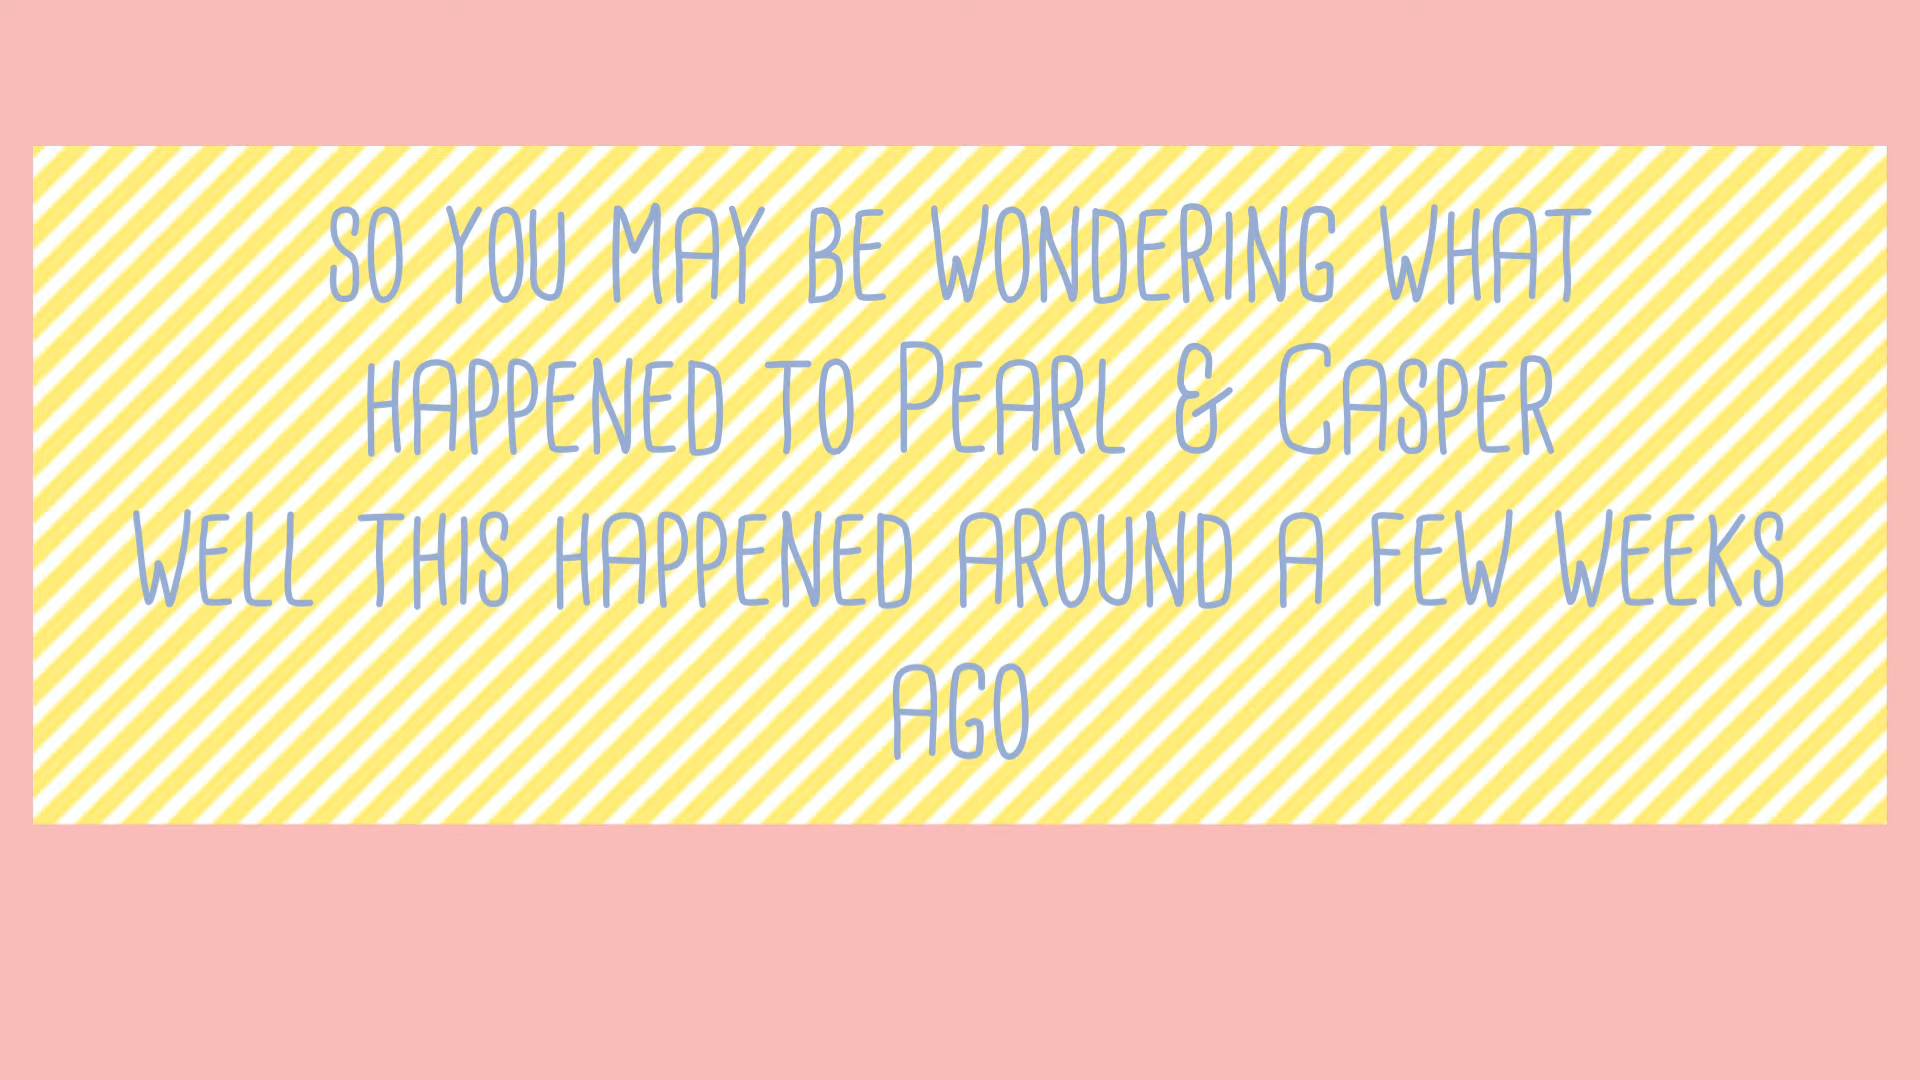 so you may be wondering what
happened to Pearl & Casper
well this happened around a few weeks
ago